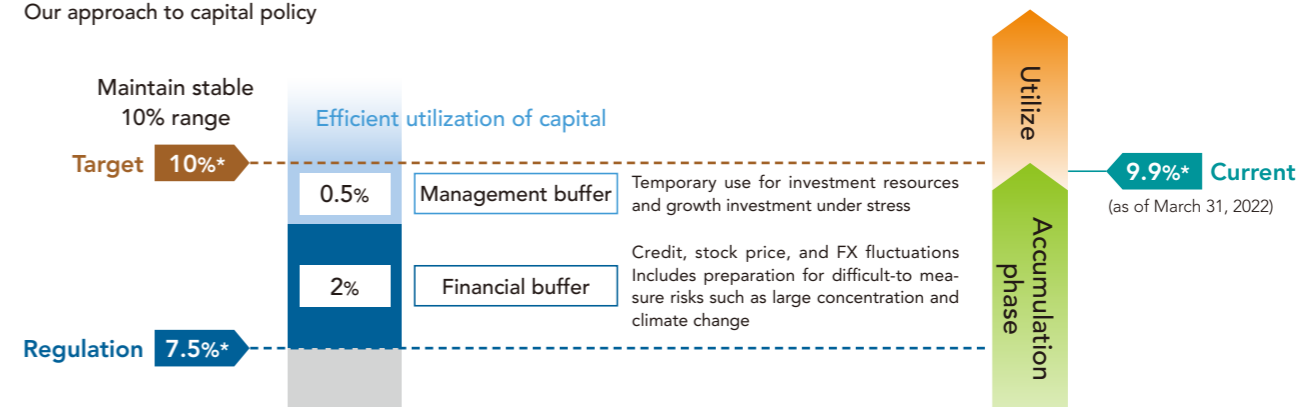 Our approach to capital policy
Maintain stable
10% range
Efficient utilization of capital
Target
10%*
0.5%
Management buffer
Temporary use for investment resources
and growth investment under stress
2%
Financial buffer
Credit, stock price, and FX fluctuations
Includes preparation for difficult-to mea-
sure risks such as large concentration and
climate change
Regulation
7.5%*
Utilize
Accumulation
phase
9.9%*
Current
(as of March 31, 2022)